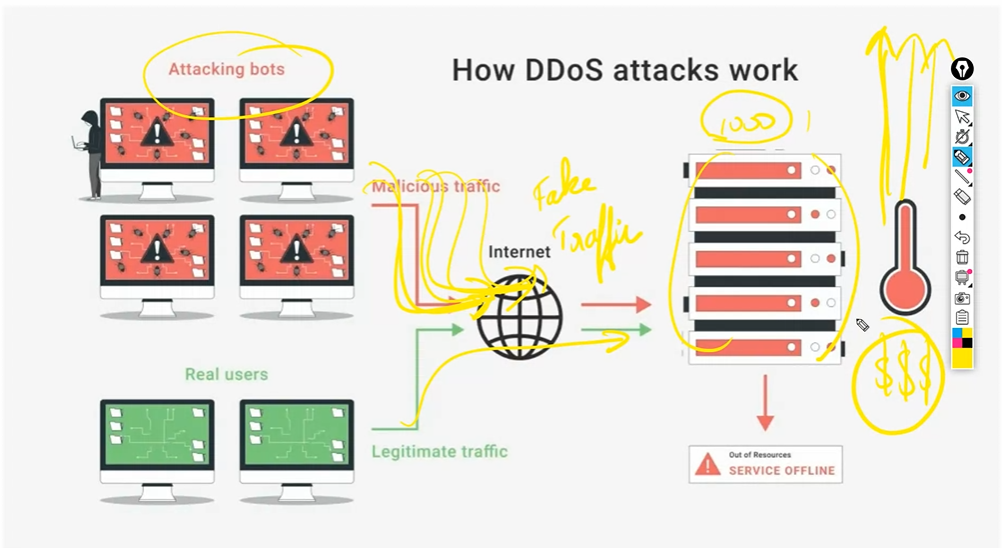 How DDoS attacks work
Attacking bots
1000
Malicious traffic
Fake
Traffic
Internet
Real users
$$$
Legitimate traffic
Out of Resources
SERVICE OFFLINE